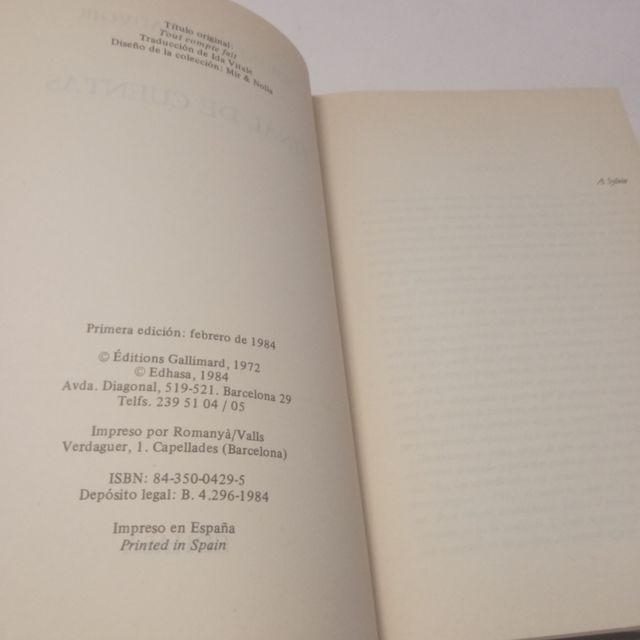 Título original:
Tout compte fait
Traducción de Ida Vitale
Diseño de la colección: Mir & Nolla
Primera edición: febrero de 1984
© Éditions Gallimard, 1972
© Edhasa, 1984
Avda. Diagonal, 519-521. Barcelona 29
Telfs. 239 51 04 / 05
Impreso por Romanyà/Valls
Verdaguer, 1. Capellades (Barcelona)
ISBN: 84-350-0429-5
Depósito legal: B. 4.296-1984
Impreso en España
Printed in Spain
A Sylvie